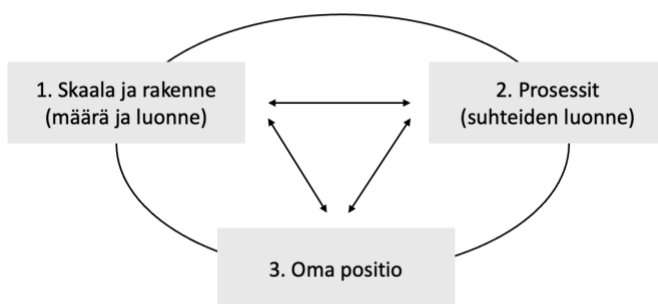 1. Skaala ja rakenne
(määrä ja luonne)
2. Prosessit
(suhteiden luonne)
3. Oma positio